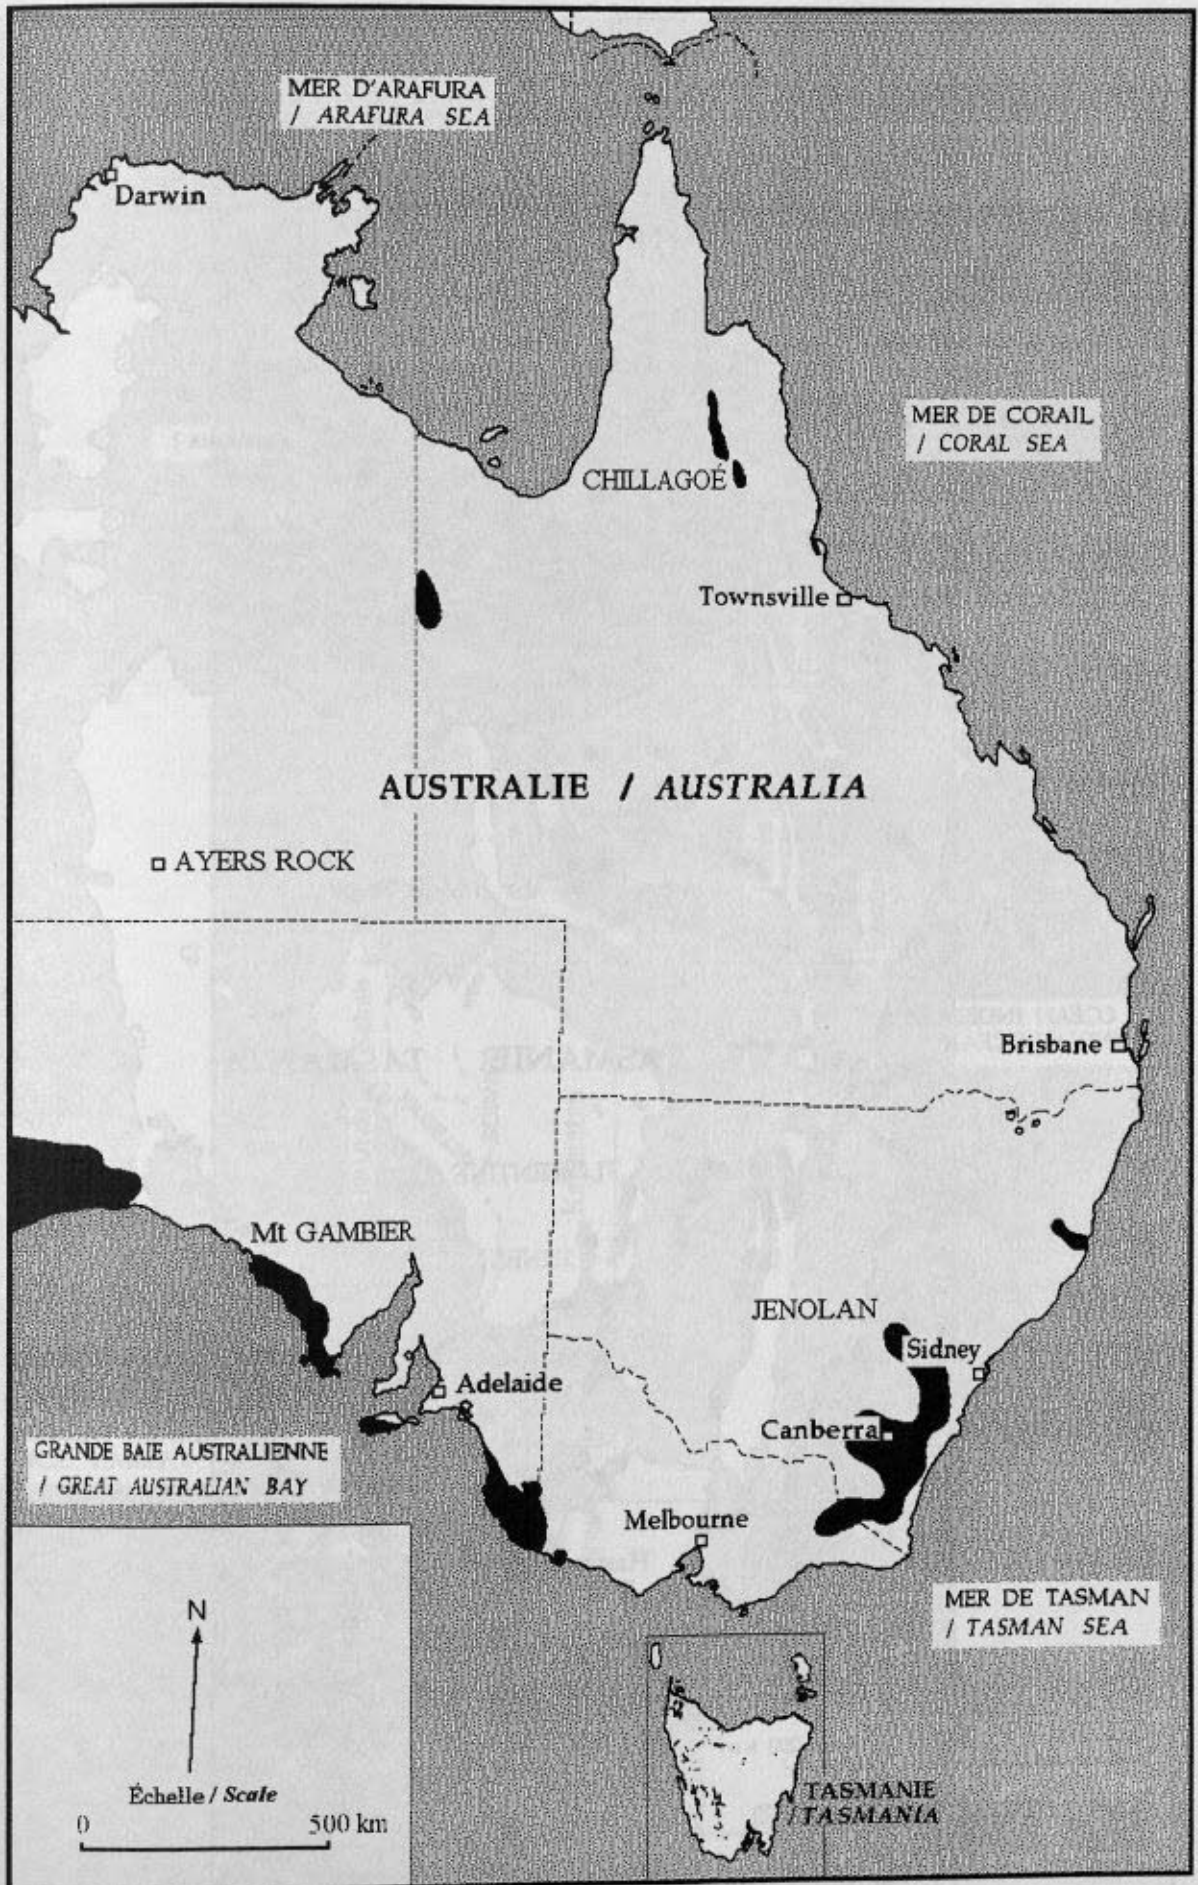 MER D'ARAFURA
/ ARAFURA SEA
Darwin
MER DE CORAIL
/ CORAL SEA
CHILLAGOÉ
Townsville
AUSTRALIE / AUSTRALIA
AYERS ROCK
Brisbane
Mt GAMBIER
JENOLAN
Sidney
Adelaide
Canberra
GRANDE BAIE AUSTRALIENNE
/ GREAT AUSTRALIAN BAY
Melbourne
MER DE TASMAN
/ TASMAN SEA
N
Échelle / Scale
0 500 km
TASMANIE
/ TASMANIA